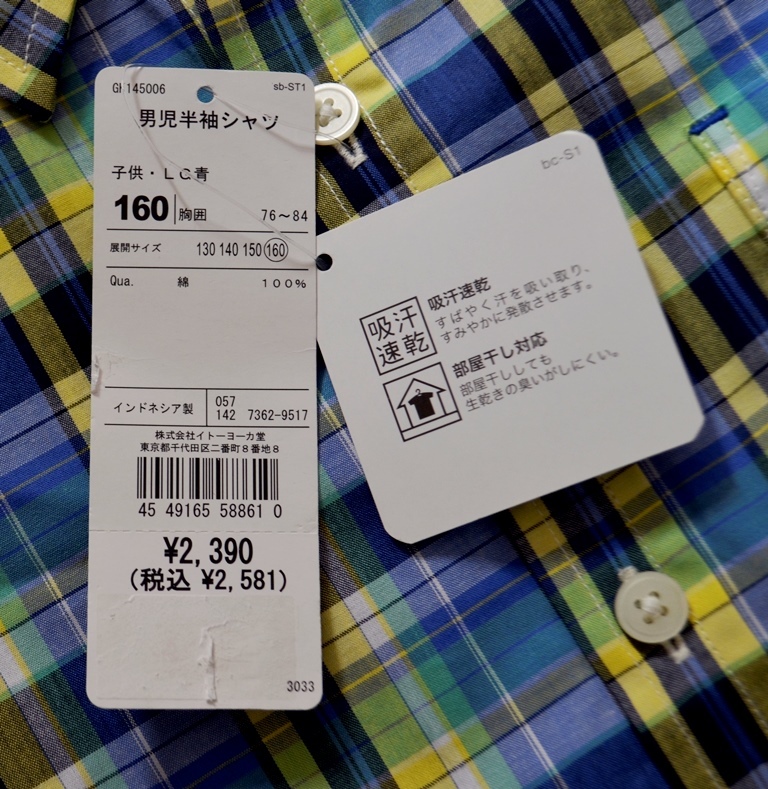 GK145006 sb-ST1
男児半袖シャツ
子供・LC青
160 胸囲 76〜84
展開サイズ 130 140 150 160
Qua. 綿 100%
インドネシア製 057
142 7362-9517
株式会社イトーヨーカ堂
東京都千代田区二番町8番地8
45 49165 58861 0
¥2,390
(税込 ¥2,581)
3033
bc-S1
吸汗
速乾
吸汗速乾
すばやく汗を吸い取り、
すみやかに発散させます。
部屋干し対応
部屋干ししても
生乾きの臭いがしにくい。